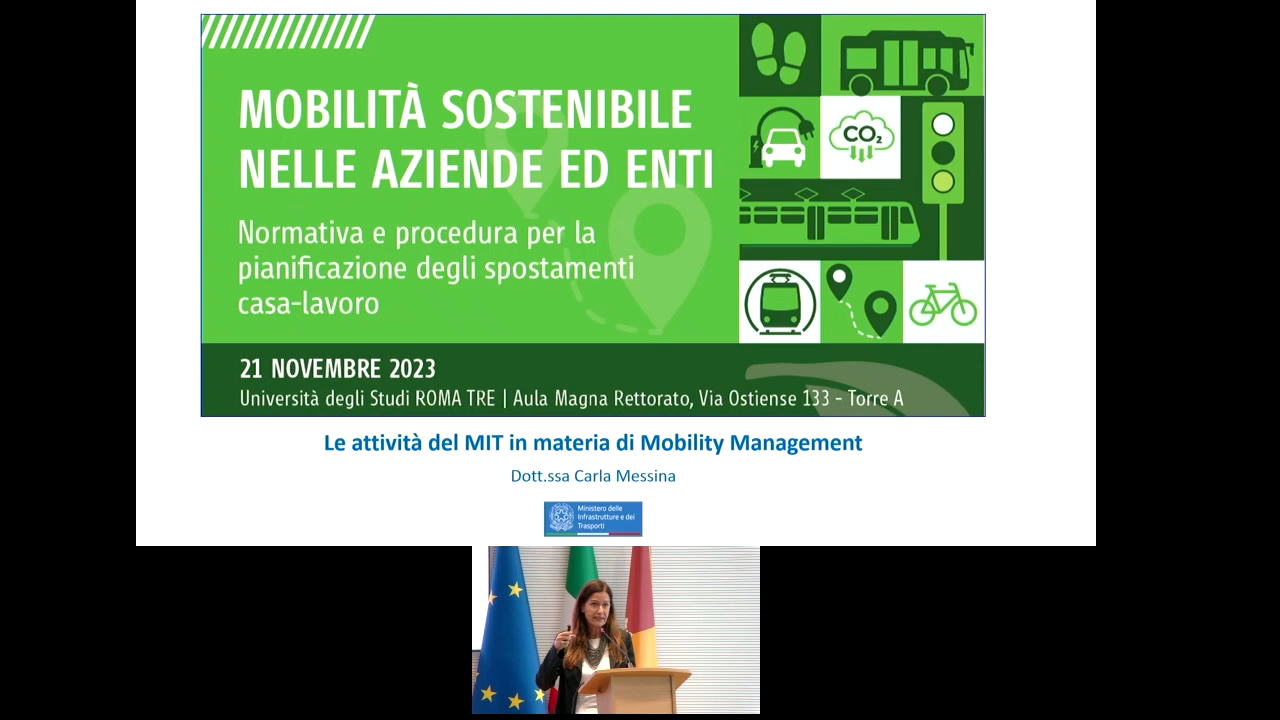 MOBILITÀ SOSTENIBILE
NELLE AZIENDE ED ENTI
Normativa e procedura per la
pianificazione degli spostamenti
casa-lavoro
CO₂
21 NOVEMBRE 2023
Università degli Studi ROMA TRE | Aula Magna Rettorato, Via Ostiense 133 - Torre A
Le attività del MIT in materia di Mobility Management
Dott.ssa Carla Messina
Ministero delle
Infrastrutture e dei
Trasporti